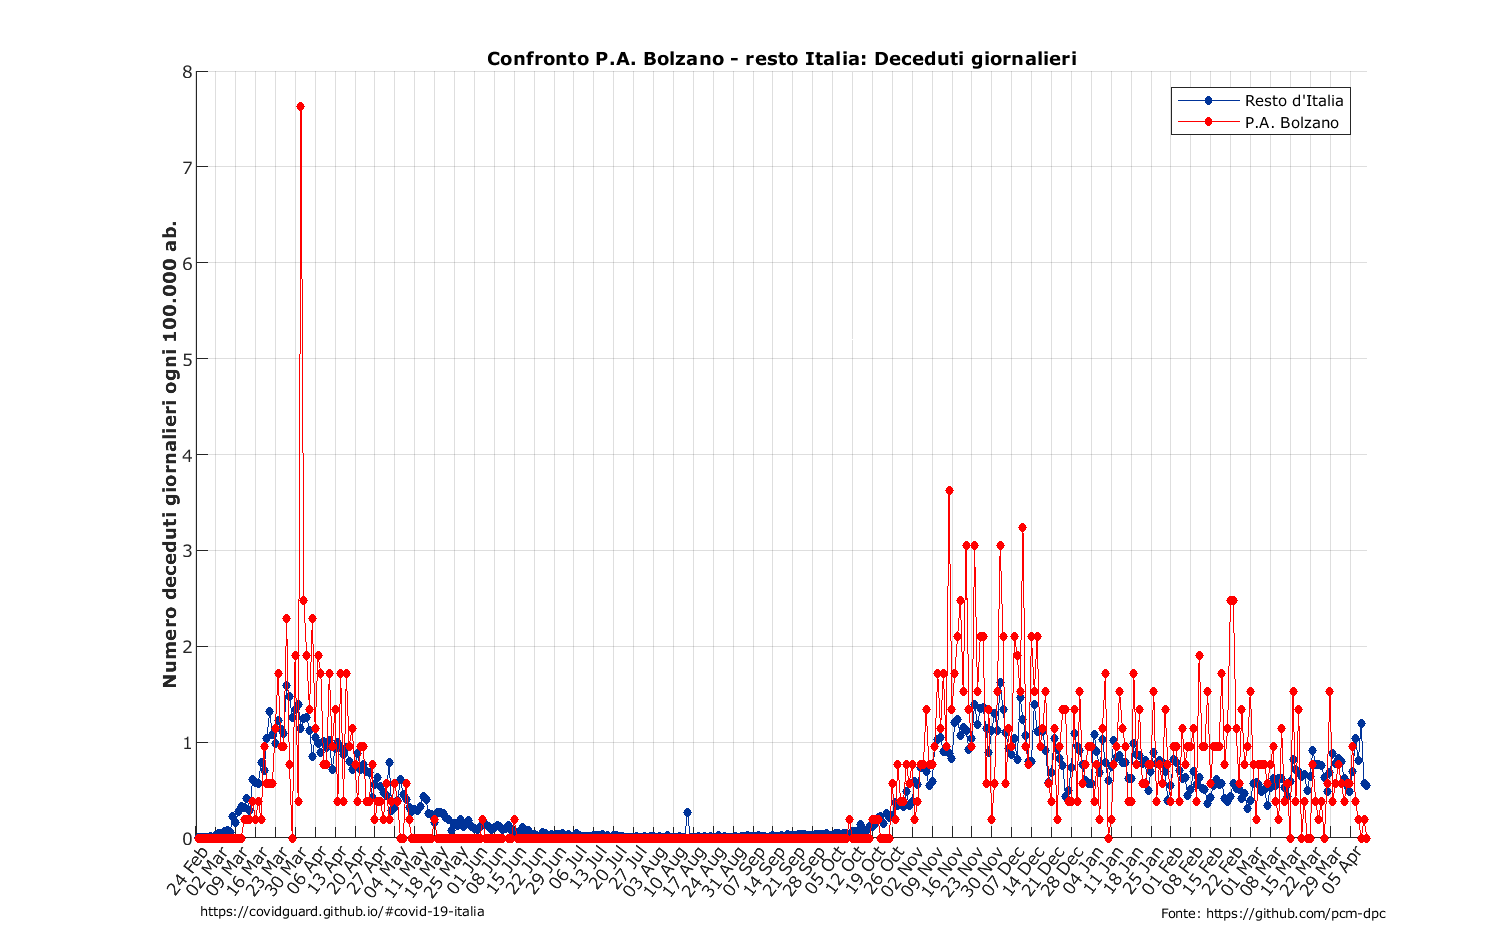 Confronto P.A. Bolzano - resto Italia: Deceduti giornalieri
Resto d'Italia
P.A. Bolzano
Numero deceduti giornalieri ogni 100.000 ab.
8
7
6
5
4
3
2
1
0
24 Feb
02 Mar
09 Mar
16 Mar
23 Mar
30 Mar
06 Apr
13 Apr
20 Apr
27 Apr
04 May
11 May
18 May
25 May
01 Jun
08 Jun
15 Jun
22 Jun
29 Jun
06 Jul
13 Jul
20 Jul
27 Jul
03 Aug
10 Aug
17 Aug
24 Aug
31 Aug
07 Sep
14 Sep
21 Sep
28 Sep
05 Oct
12 Oct
19 Oct
26 Oct
02 Nov
09 Nov
16 Nov
23 Nov
30 Nov
07 Dec
14 Dec
21 Dec
28 Dec
04 Jan
11 Jan
18 Jan
25 Jan
01 Feb
08 Feb
15 Feb
22 Feb
01 Mar
08 Mar
15 Mar
22 Mar
29 Mar
05 Apr
https://covidguard.github.io/#covid-19-italia
Fonte: https://github.com/pcm-dpc